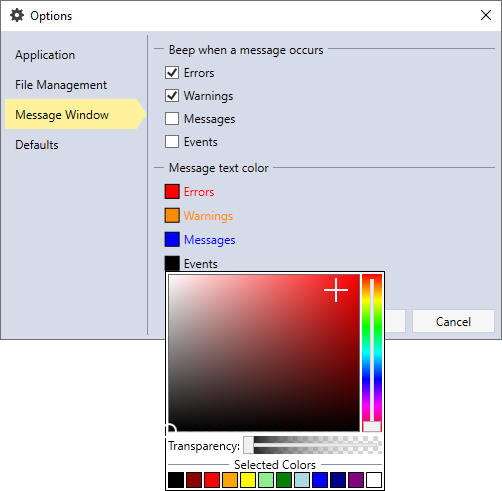 Options
Application
File Management
Message Window
Defaults
Beep when a message occurs
Errors
Warnings
Messages
Events
Message text color
Errors
Warnings
Messages
Events
Cancel
Transparency:
Selected Colors